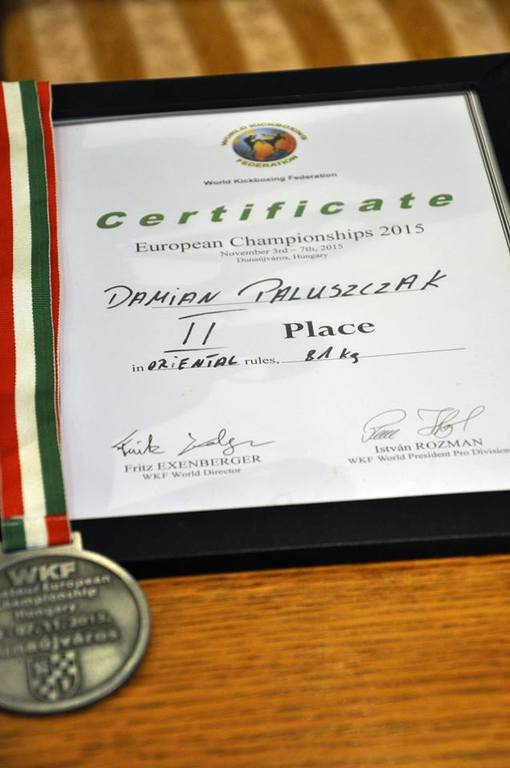 WORLD KICKBOXING
FEDERATION
World Kickboxing Federation
Certificate
European Championships 2015
November 3rd – 7th, 2015
Dunaújváros, Hungary
DAMIAN PALUSZCZAK
II Place
in ORIENTAL rules, 81 kg
Fritz EXENBERGER
WKF World Director
István ROZMAN
WKF World President Pro Division
WKF
European
Championship
Hungary
2015.
Dunaújváros